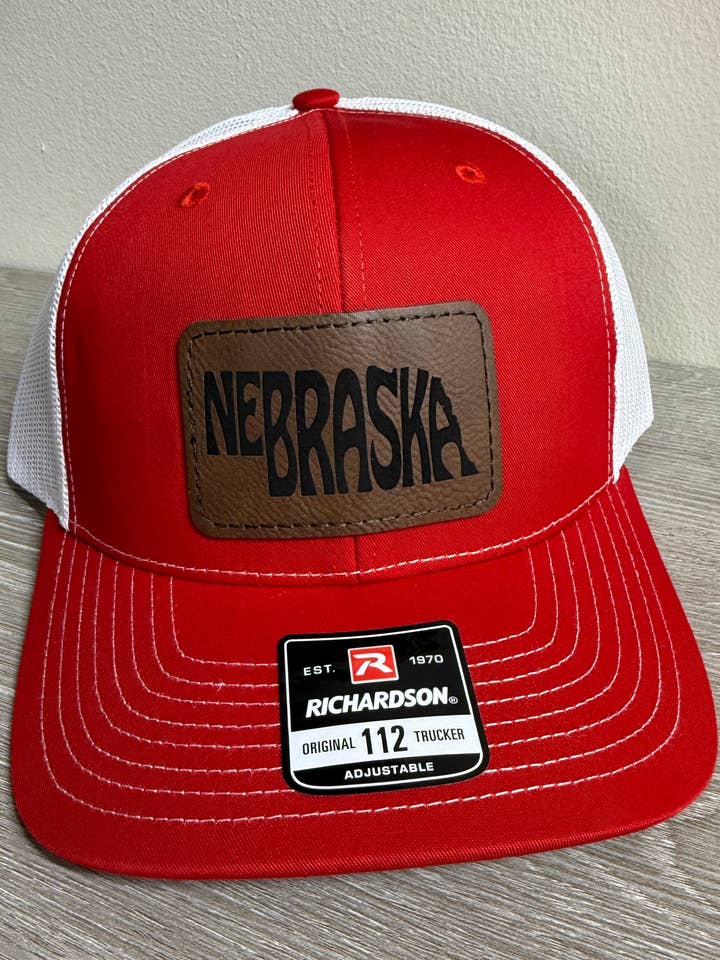 NEBRASKA
EST. R 1970
RICHARDSON®
ORIGINAL 112 TRUCKER
ADJUSTABLE